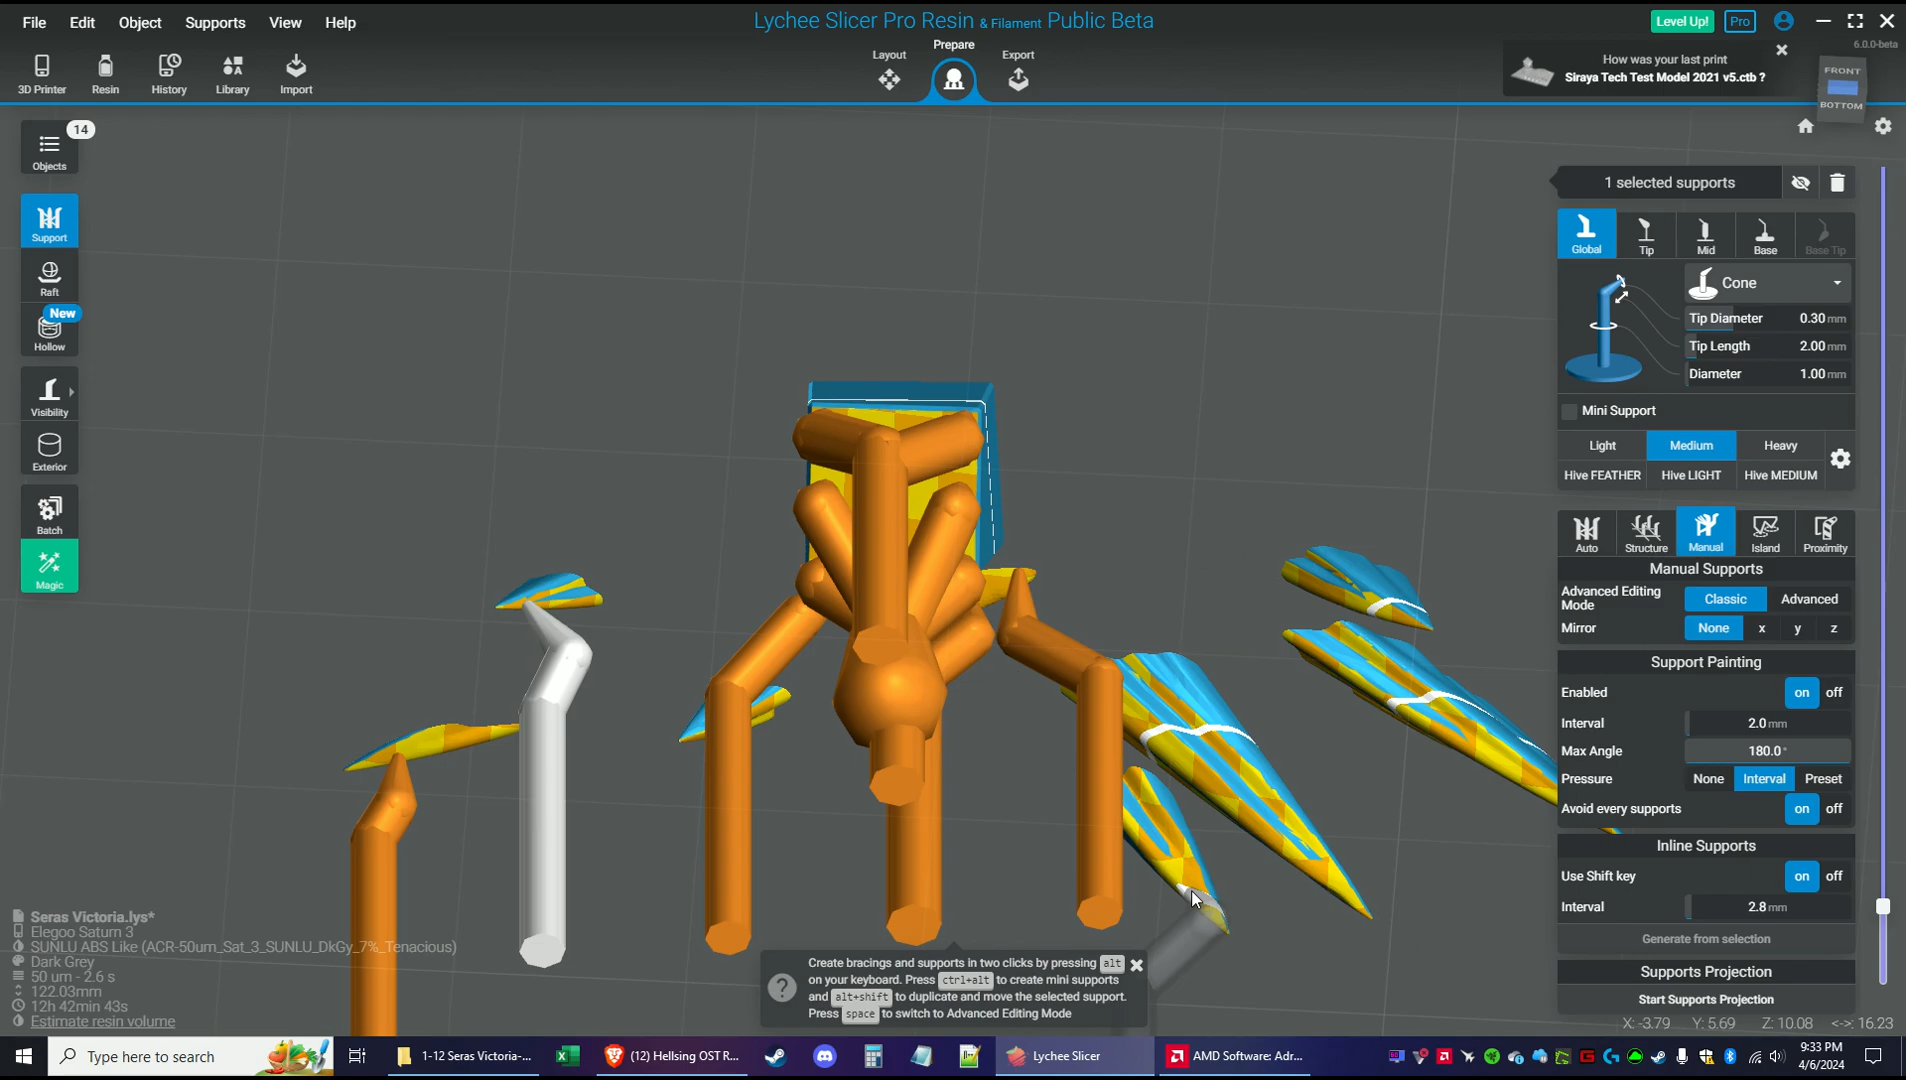 File Edit Object Supports View Help
Lychee Slicer Pro Resin & Filament Public Beta
Level Up! Pro
6.0.0-beta
3D Printer Resin History Library Import
Layout Prepare Export
How was your last print
Siraya Tech Test Model 2021 v5.ctb ?
FRONT
BOTTOM
14
Objects
Support
Raft
New
Hollow
Visibility
Exterior
Batch
Magic
1 selected supports
Global Tip Mid Base Base Tip
Cone
Tip Diameter 0.30 mm
Tip Length 2.00 mm
Diameter 1.00 mm
Mini Support
Light Medium Heavy
Hive FEATHER Hive LIGHT Hive MEDIUM
Auto Structure Manual Island Proximity
Manual Supports
Advanced Editing Mode Classic Advanced
Mirror None x y z
Support Painting
Enabled on off
Interval 2.0 mm
Max Angle 180.0 °
Pressure None Interval Preset
Avoid every supports on off
Inline Supports
Use Shift key on off
Interval 2.8 mm
Generate from selection
Supports Projection
Start Supports Projection
X: -3.79 Y: 5.69 Z: 10.08 <->: 16.23
Seras Victoria.lys*
Elegoo Saturn 3
SUNLU ABS Like (ACR-50um_Sat_3_SUNLU_DkGy_7%_Tenacious)
Dark Grey
50 um - 2.6 s
122.03mm
12h 42min 43s
Estimate resin volume
Create bracings and supports in two clicks by pressing alt
on your keyboard. Press ctrl+alt to create mini supports
and alt+shift to duplicate and move the selected support.
Press space to switch to Advanced Editing Mode
Type here to search
1-12 Seras Victoria-...
(12) Hellsing OST R...
Lychee Slicer
AMD Software: Adr...
9:33 PM
4/6/2024